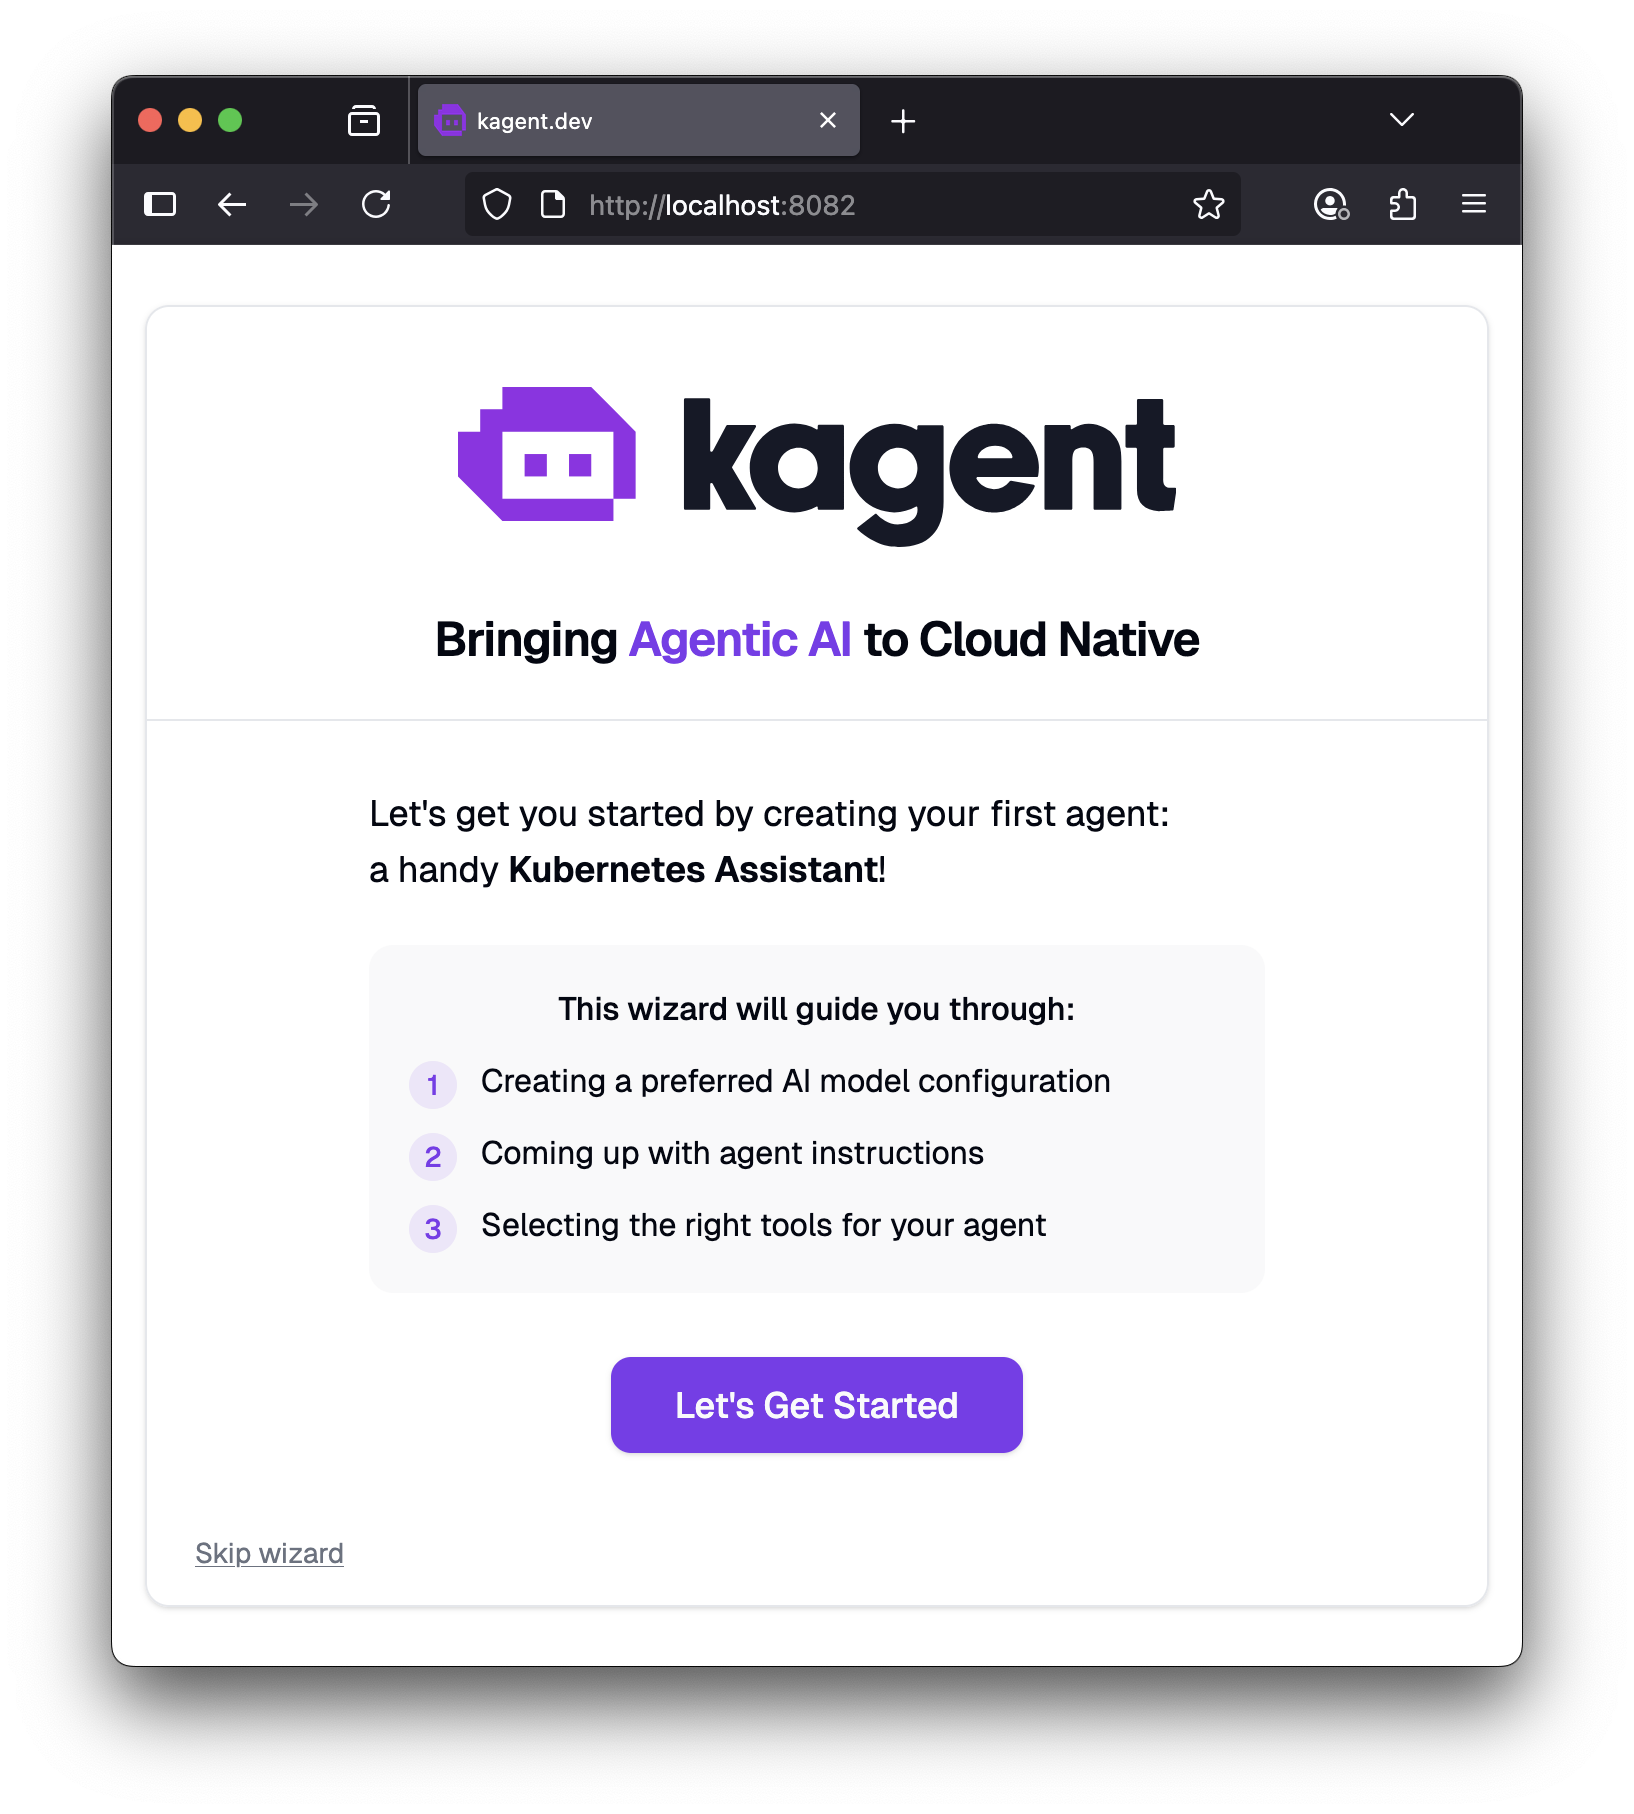 kagent.dev
http://localhost:8082
kagent
Bringing Agentic AI to Cloud Native
Let's get you started by creating your first agent:
a handy Kubernetes Assistant!
This wizard will guide you through:
1 Creating a preferred AI model configuration
2 Coming up with agent instructions
3 Selecting the right tools for your agent
Let's Get Started
Skip wizard